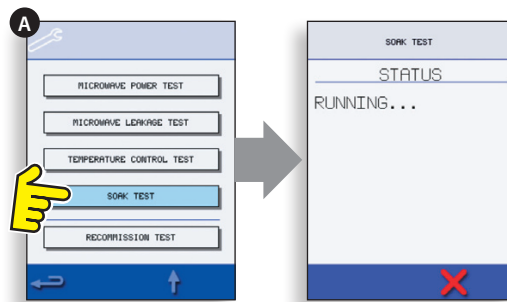 A
MICROWAVE POWER TEST
MICROWAVE LEAKAGE TEST
TEMPERATURE CONTROL TEST
SOAK TEST
RECOMMISSION TEST
SOAK TEST
STATUS
RUNNING...